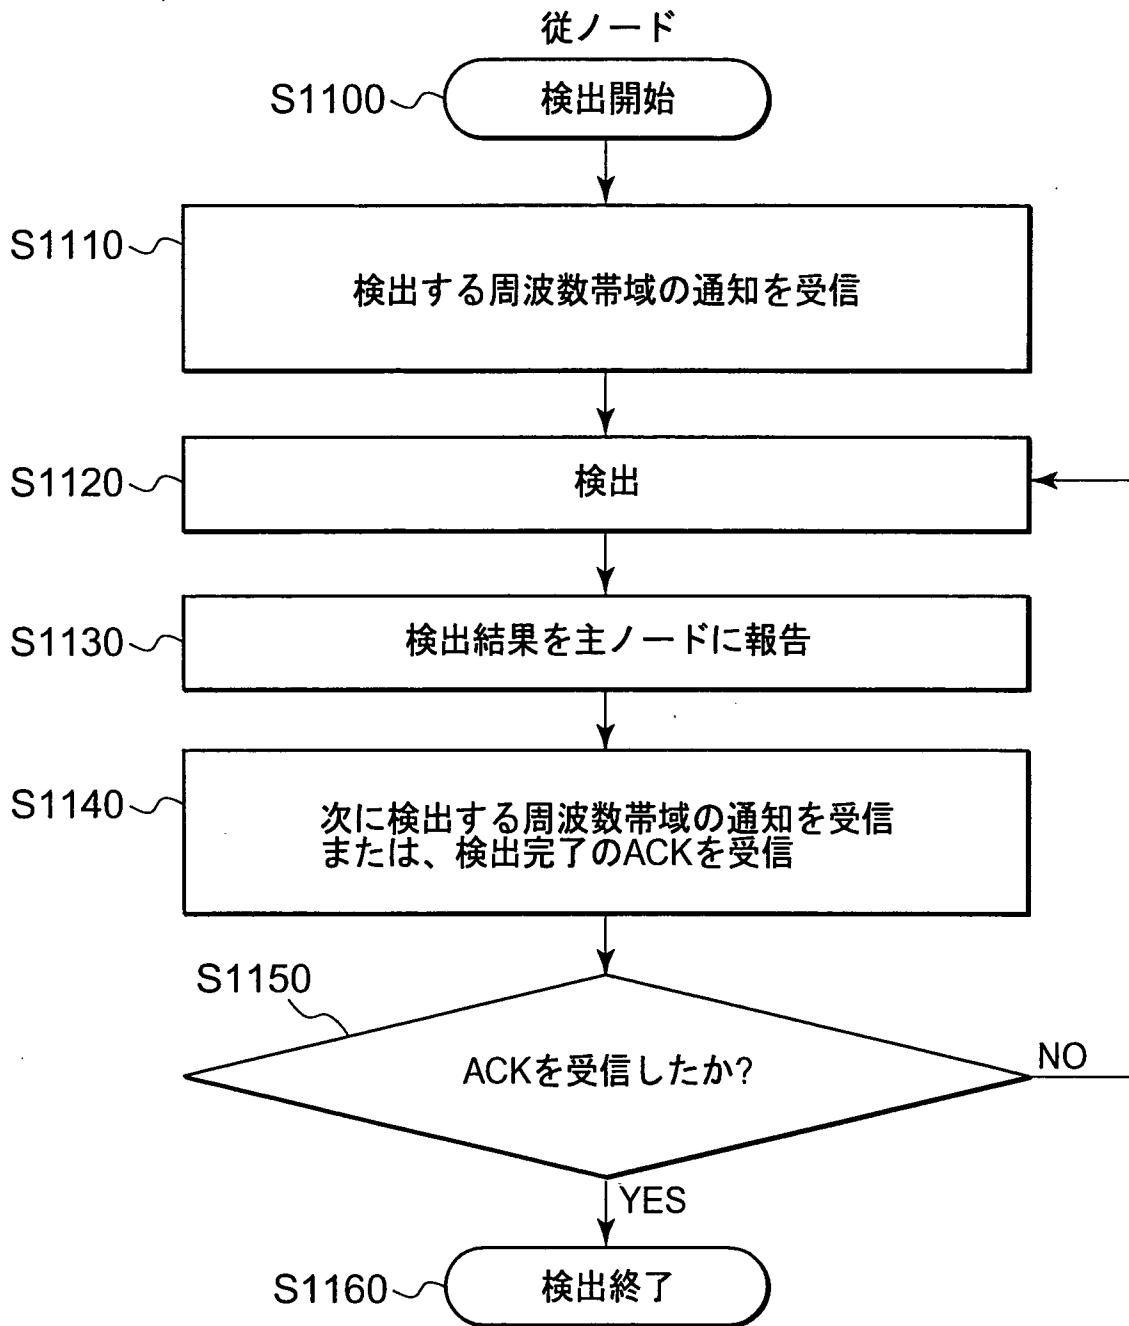 従ノード
S1100
検出開始
S1110
検出する周波数帯域の通知を受信
S1120
検出
S1130
検出結果を主ノードに報告
S1140
次に検出する周波数帯域の通知を受信
または、検出完了のACKを受信
S1150
ACKを受信したか?
NO
YES
S1160
検出終了